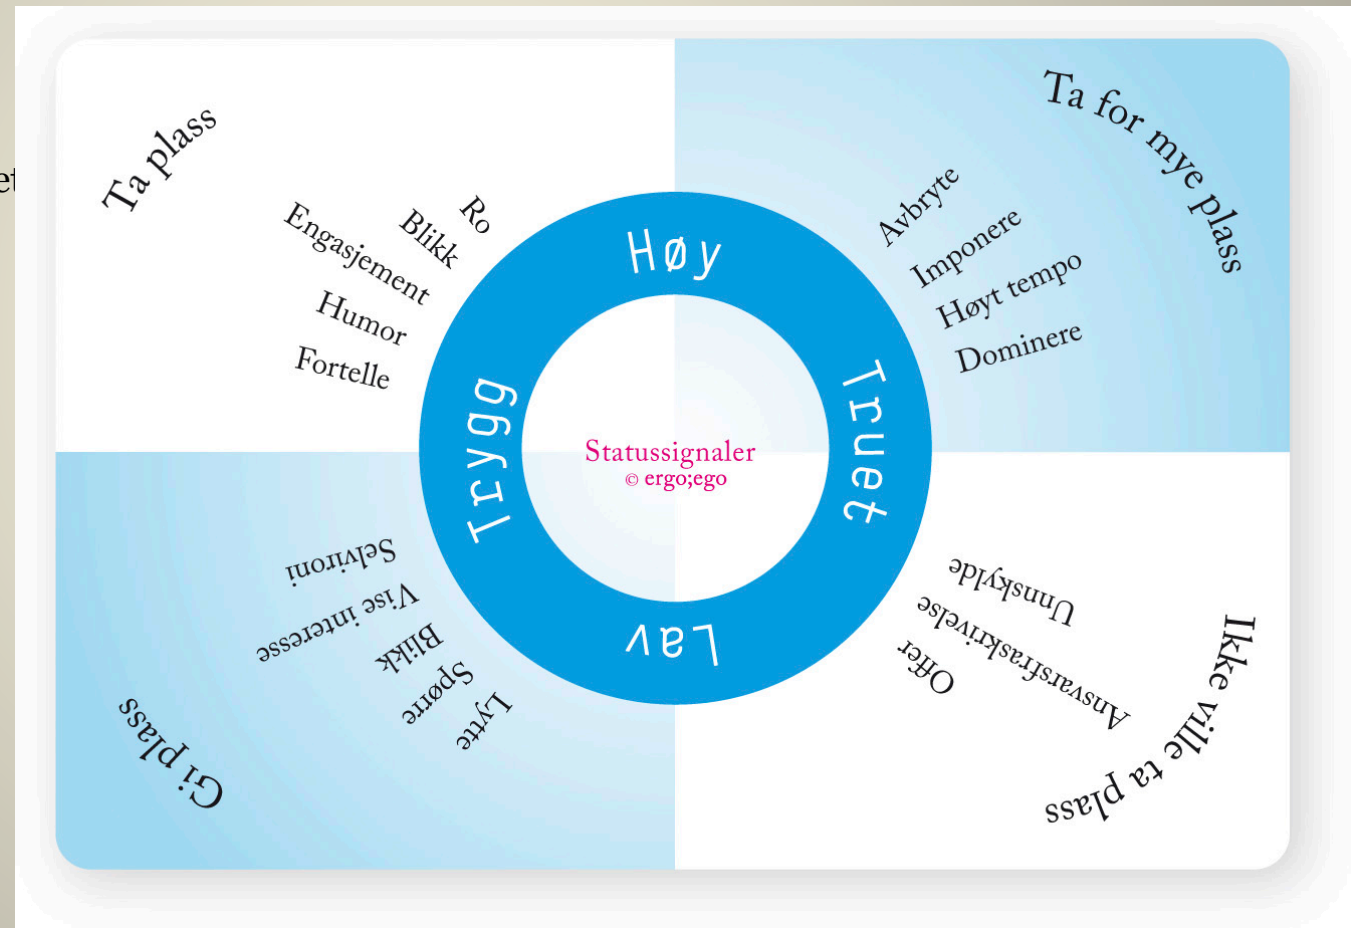 et
Ta plass
Ro
Blikk
Engasjement
Humor
Fortelle
Ta for mye plass
Avbryte
Imponere
Høyt tempo
Dominere
Høy
Truet
Lav
Trygg
Statussignaler
© ergo;ego
Selvironi
Vise interesse
Blikk
Spørre
Lytte
Gi plass
Unnskylde
Ansvarsfraskrivelse
Offer
Ikke ville ta plass